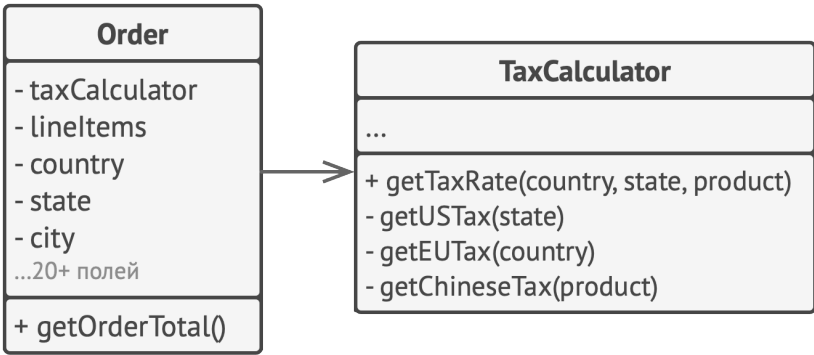 Order
- taxCalculator
- lineItems
- country
- state
- city
...20+ полей
+ getOrderTotal()
TaxCalculator
...
+ getTaxRate(country, state, product)
- getUSTax(state)
- getEUTax(country)
- getChineseTax(product)